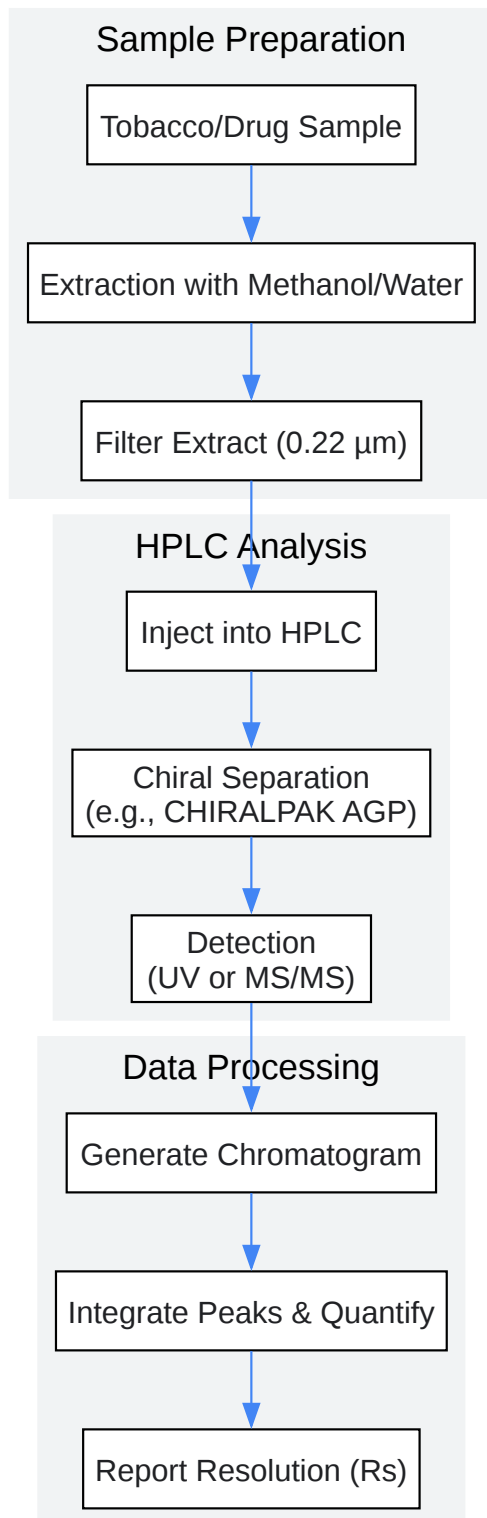 Sample Preparation
Tobacco/Drug Sample
Extraction with Methanol/Water
Filter Extract (0.22 µm)
HPLC Analysis
Inject into HPLC
Chiral Separation
(e.g., CHIRALPAK AGP)
Detection
(UV or MS/MS)
Data Processing
Generate Chromatogram
Integrate Peaks & Quantify
Report Resolution (Rs)